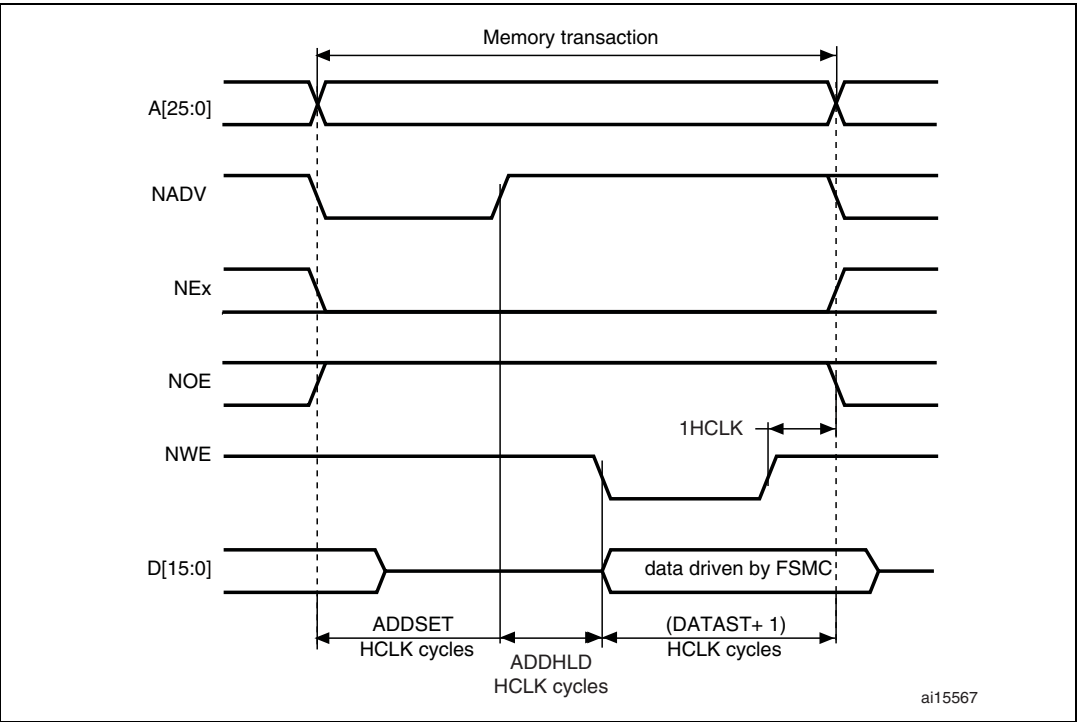 Memory transaction
A[25:0]
NADV
NEx
NOE
1HCLK
NWE
D[15:0]
data driven by FSMC
ADDSET
HCLK cycles
(DATAST+ 1)
HCLK cycles
ADDHLD
HCLK cycles
ai15567